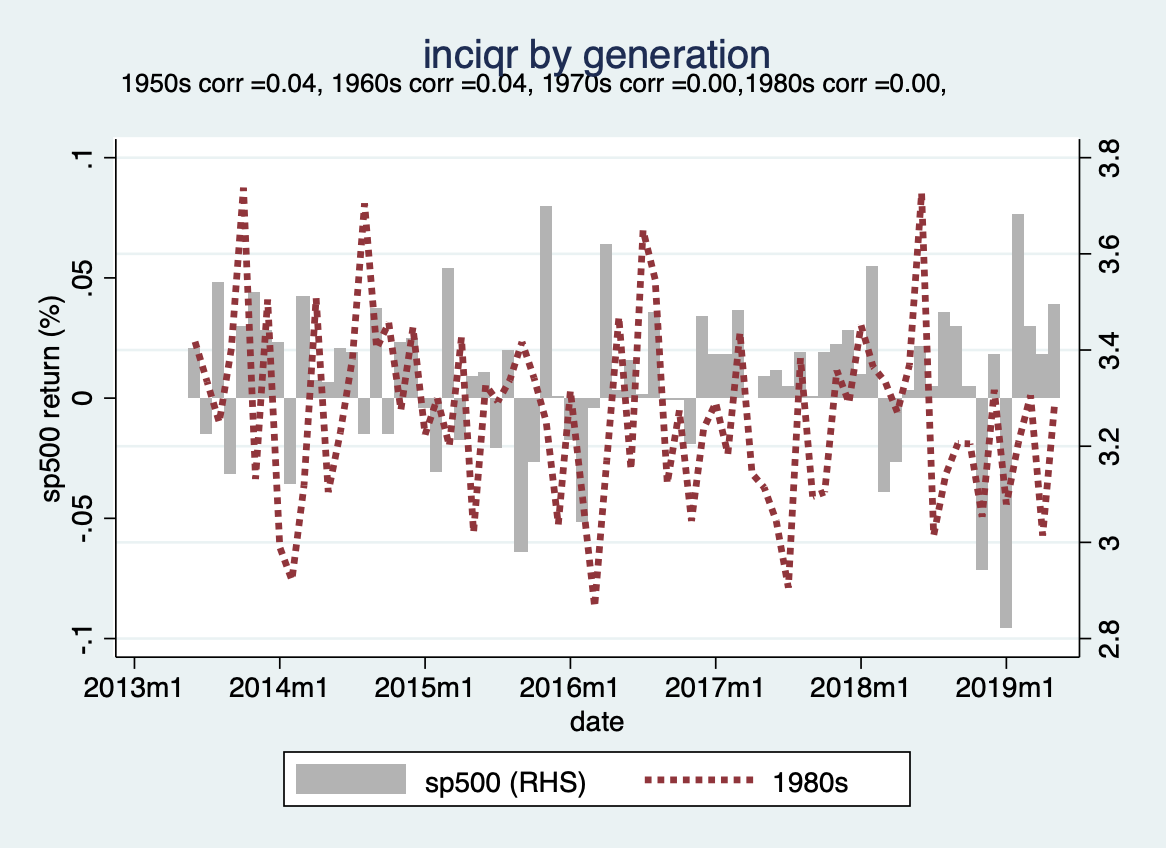 inciqr by generation
1950s corr =0.04, 1960s corr =0.04, 1970s corr =0.00,1980s corr =0.00,
sp500 return (%)
.1
.05
0
-.05
-.1
3.8
3.6
3.4
3.2
3
2.8
2013m1 2014m1 2015m1 2016m1 2017m1 2018m1 2019m1
date
sp500 (RHS) 1980s